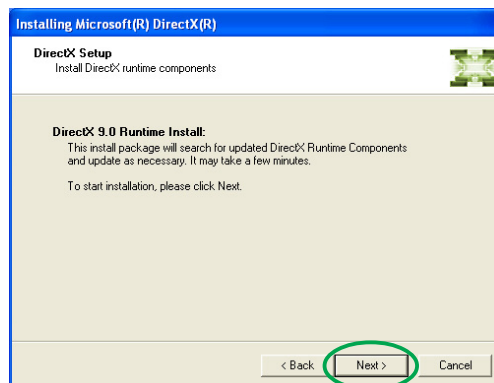 Installing Microsoft(R) DirectX(R)
DirectX Setup
Install DirectX runtime components
DirectX 9.0 Runtime Install:
This install package will search for updated DirectX Runtime Components
and update as necessary. It may take a few minutes.
To start installation, please click Next.
< Back Next > Cancel